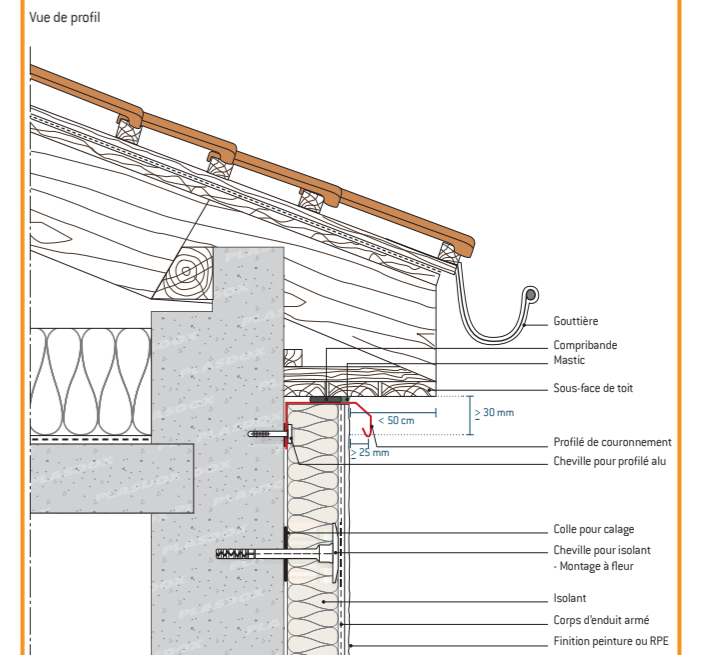 Vue de profil
Gouttière
Compribande
Mastic
Sous-face de toit
≥ 30 mm
< 50 cm
Profilé de couronnement
≥ 25 mm
Cheville pour profilé alu
Colle pour calage
Cheville pour isolant
- Montage à fleur
Isolant
Corps d'enduit armé
Finition peinture ou RPE